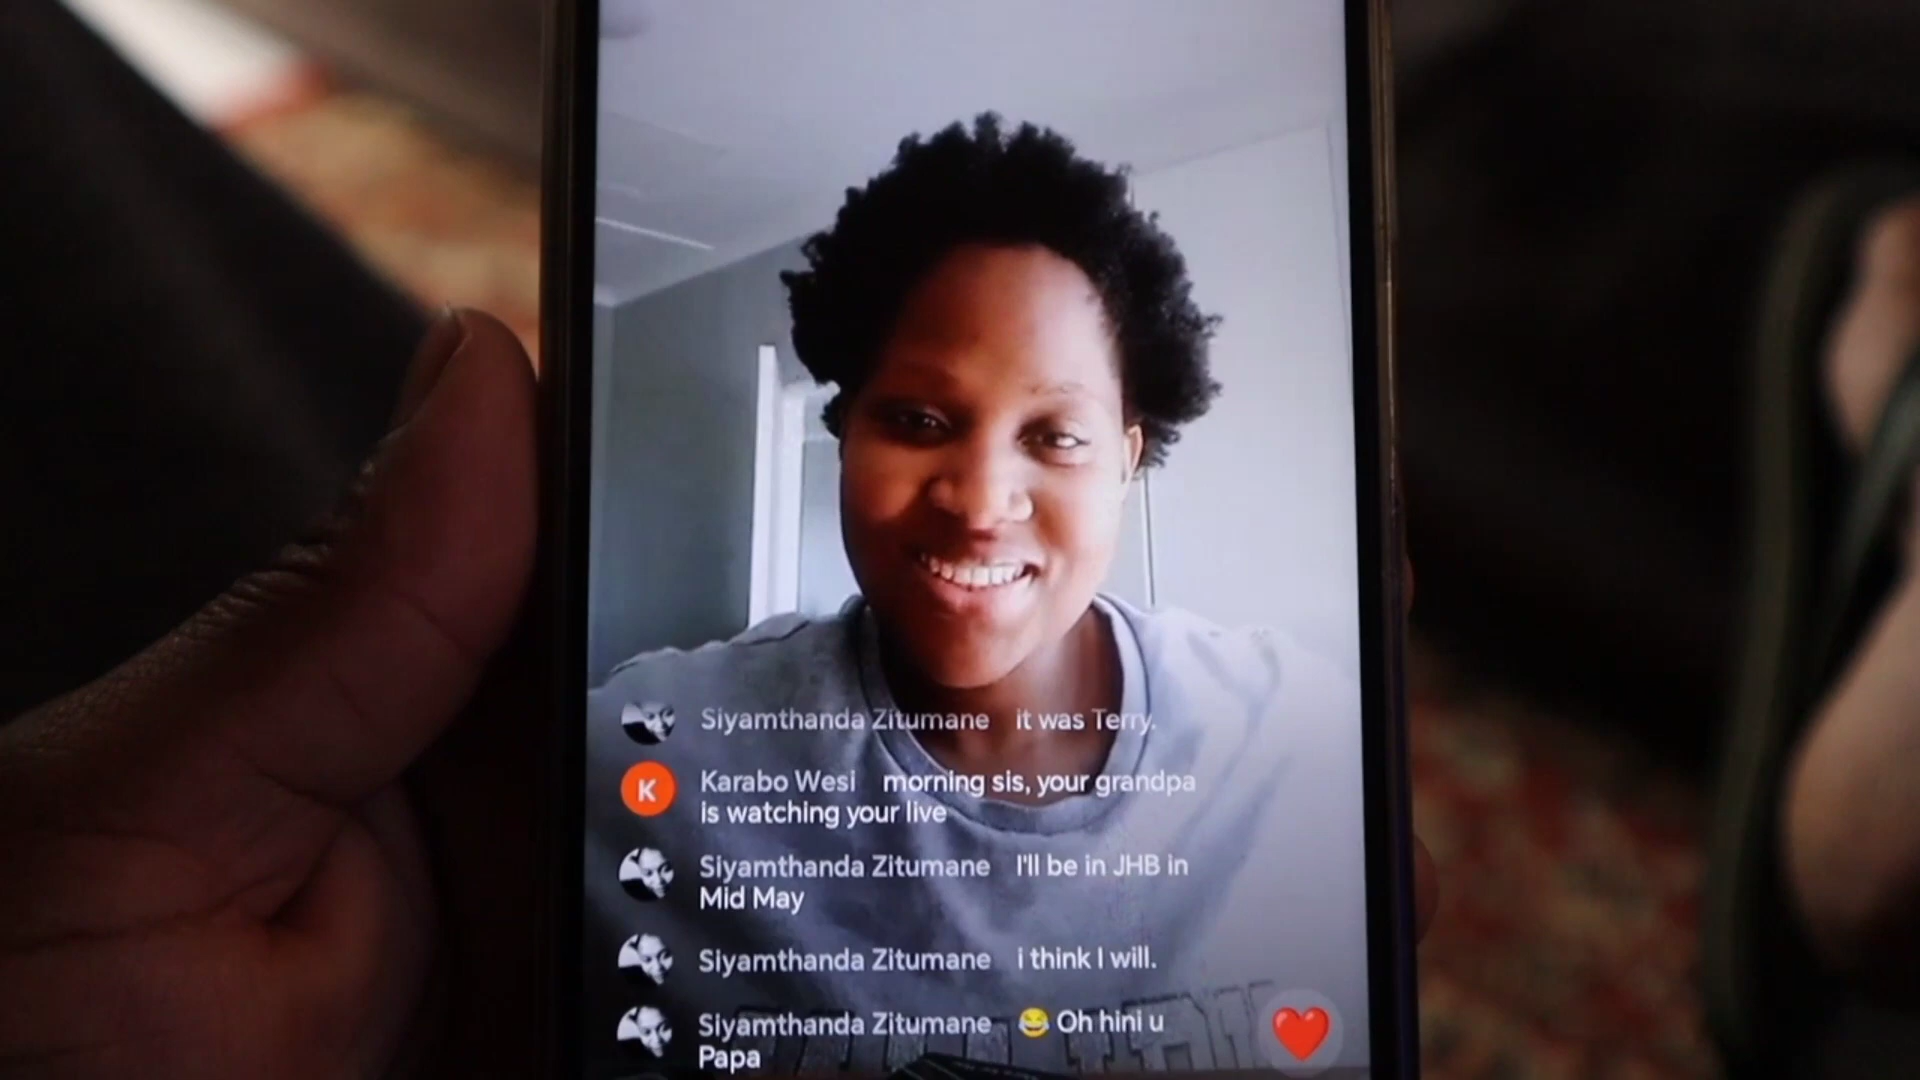 Siyamthanda Zitumane it was Terry.
K
Karabo Wesi morning sis, your grandpa
is watching your live
Siyamthanda Zitumane I'll be in JHB in
Mid May
Siyamthanda Zitumane i think I will.
Siyamthanda Zitumane 😂 Oh hini u
Papa